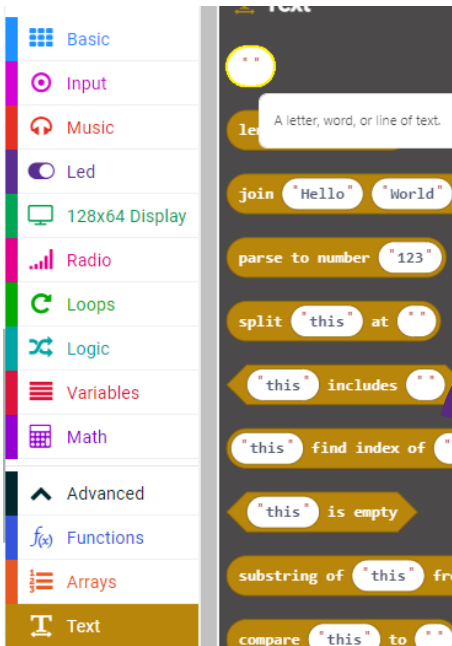 Basic
Input
Music
Led
128x64 Display
Radio
Loops
Logic
Variables
Math
Advanced
f(x) Functions
Arrays
Text
Text
" "
A letter, word, or line of text.
join "Hello" "World"
parse to number "123"
split "this" at " "
"this" includes " "
"this" find index of "
"this" is empty
substring of "this"
compare "this" to " "